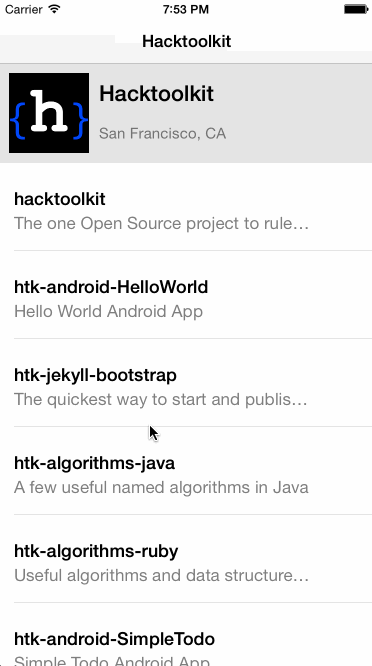 Carrier 7:53 PM
Hacktoolkit
{h}
Hacktoolkit
San Francisco, CA
hacktoolkit
The one Open Source project to rule…
htk-android-HelloWorld
Hello World Android App
htk-jekyll-bootstrap
The quickest way to start and publis…
htk-algorithms-java
A few useful named algorithms in Java
htk-algorithms-ruby
Useful algorithms and data structure…
htk-android-SimpleTodo
Simple Todo Android App